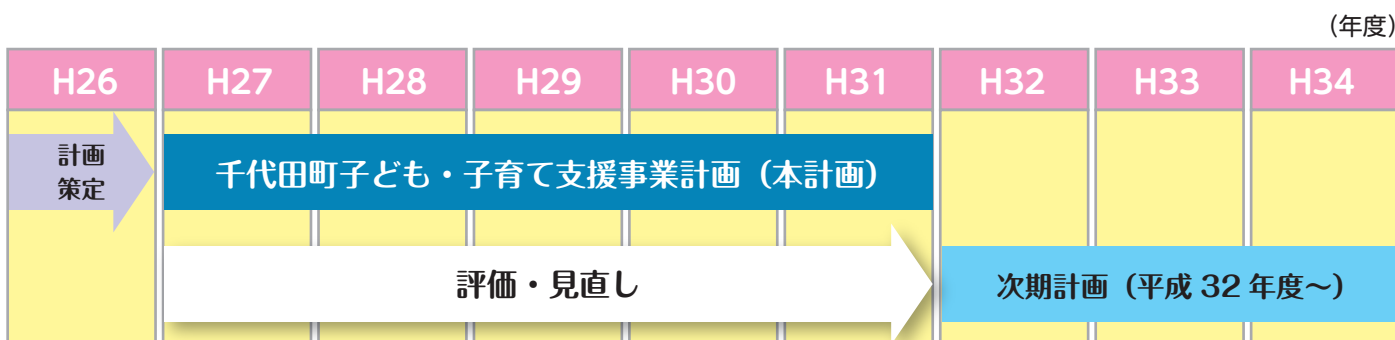 (年度)
H26 H27 H28 H29 H30 H31 H32 H33 H34
計画
策定
千代田町子ども・子育て支援事業計画（本計画）
評価・見直し
次期計画（平成 32 年度～）